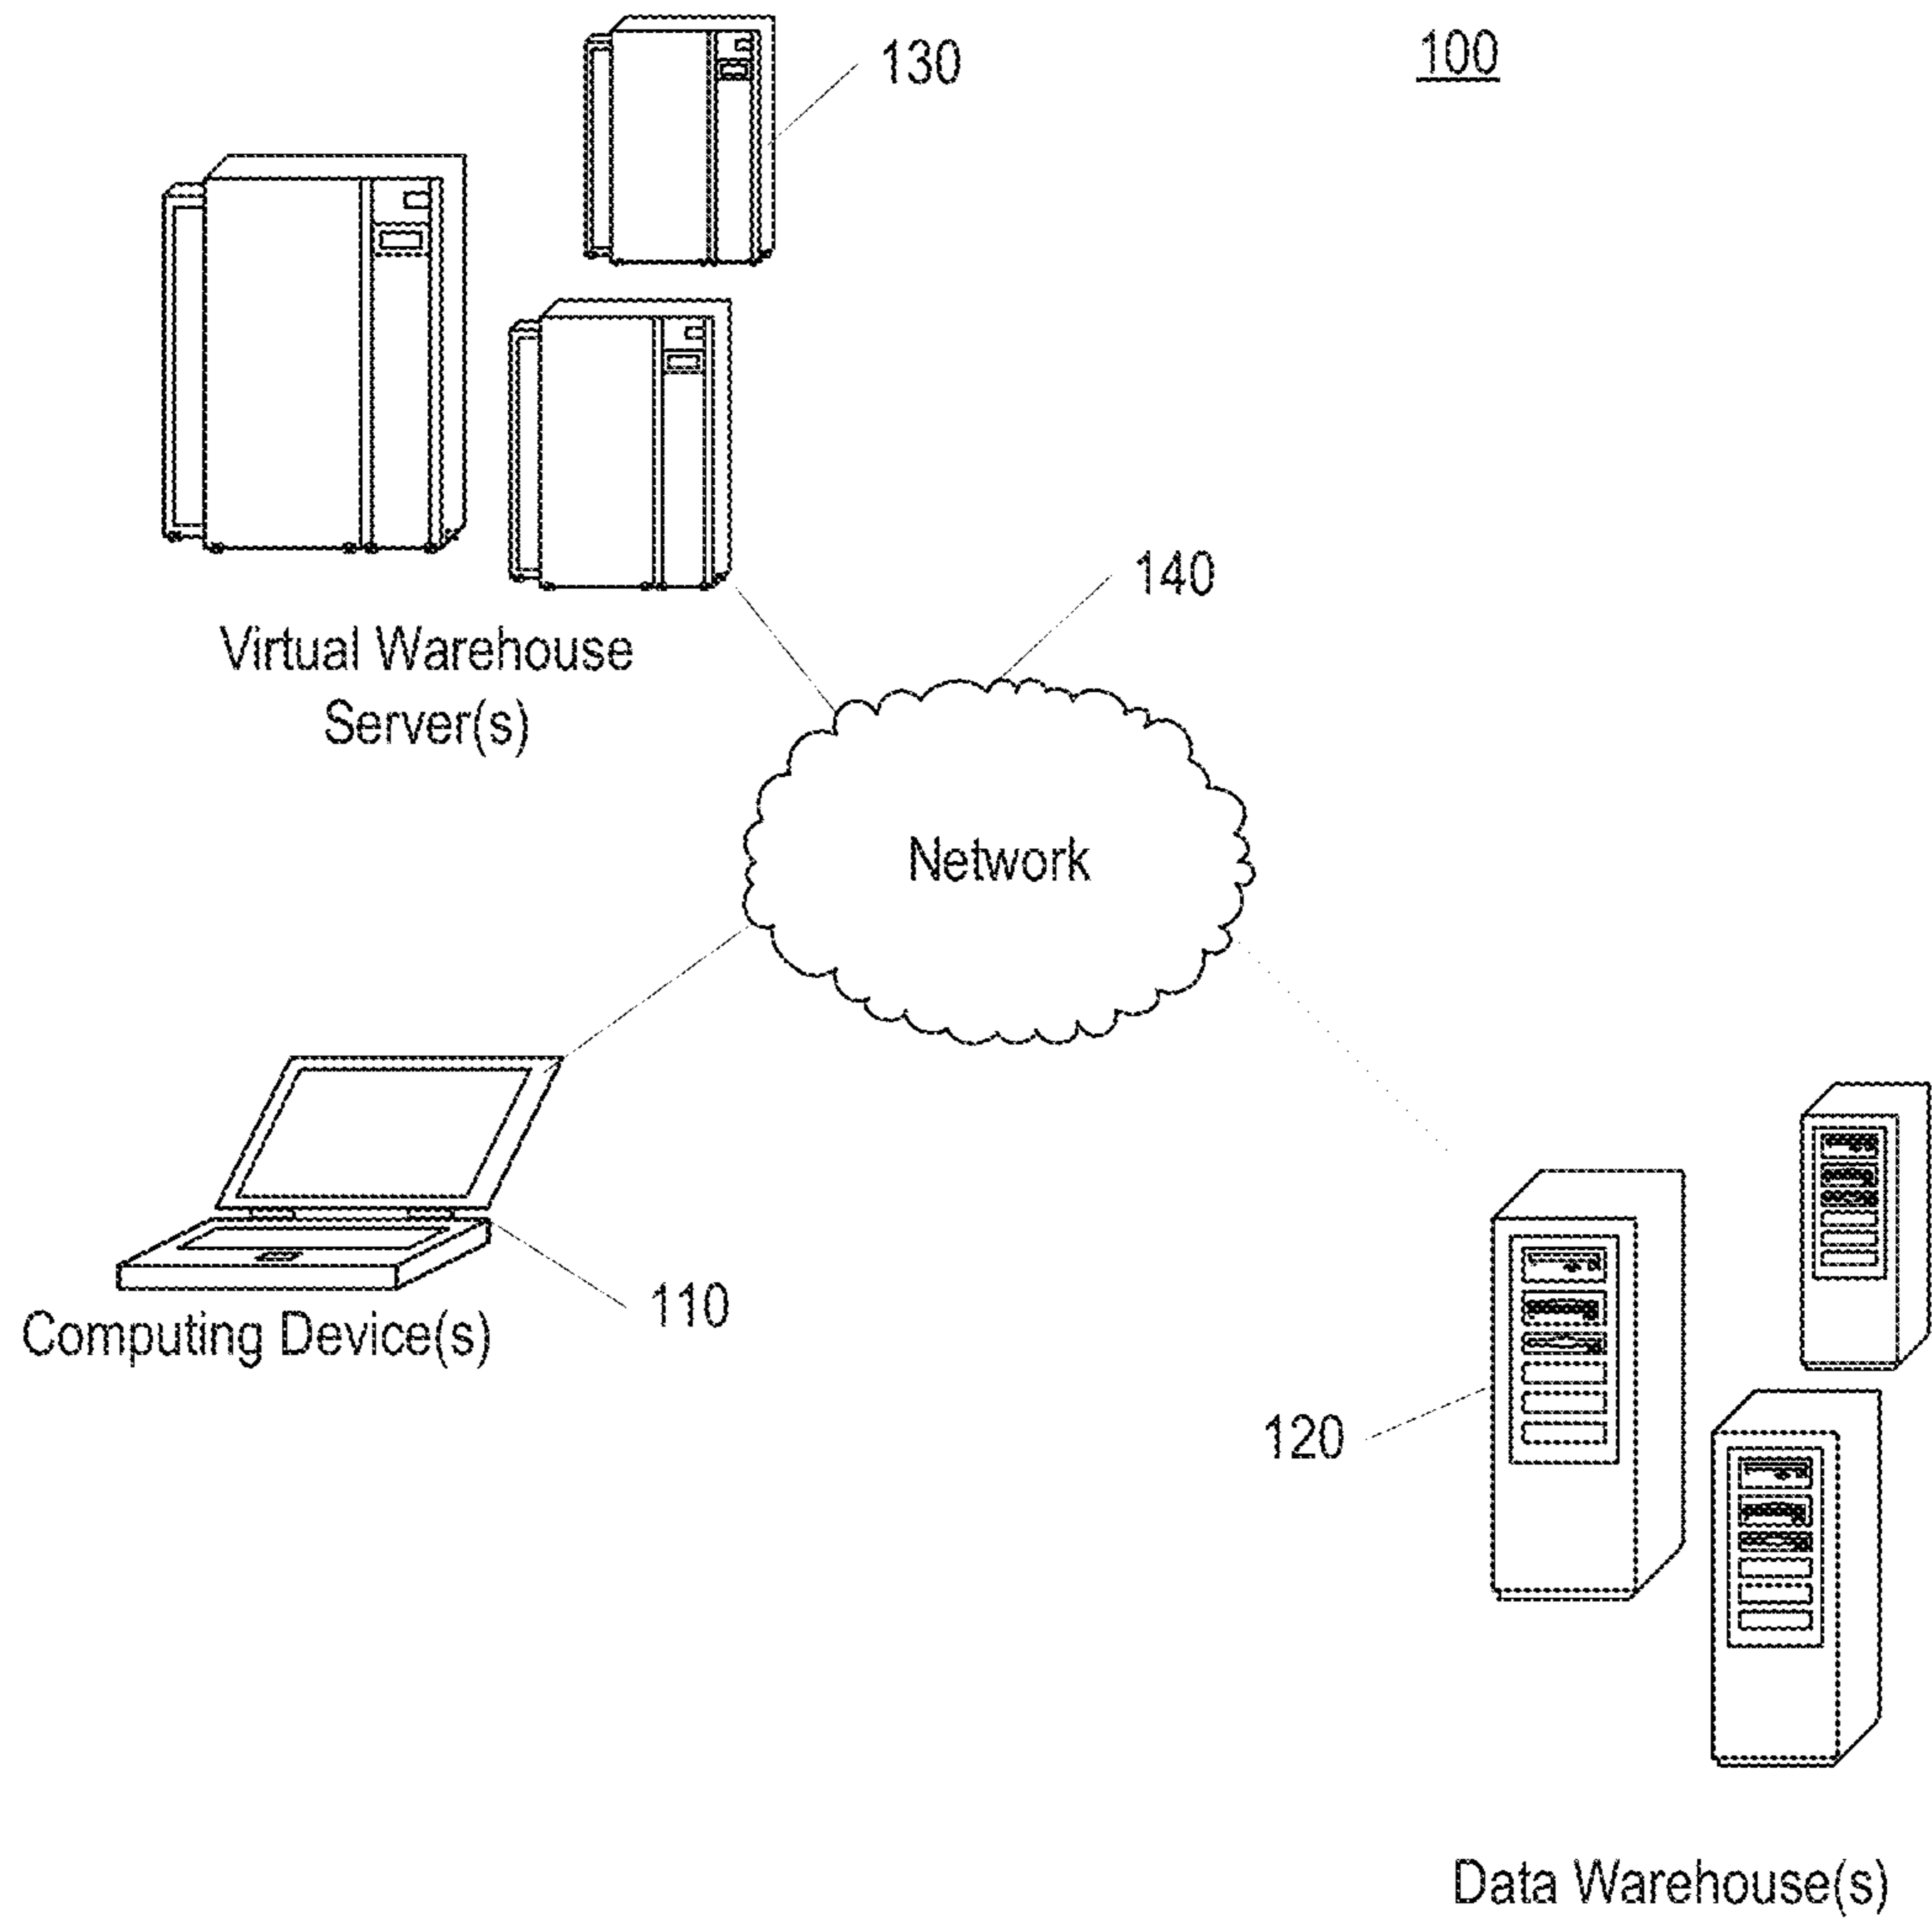 130
100
140
Virtual Warehouse
Server(s)
Network
110
Computing Device(s)
120
Data Warehouse(s)